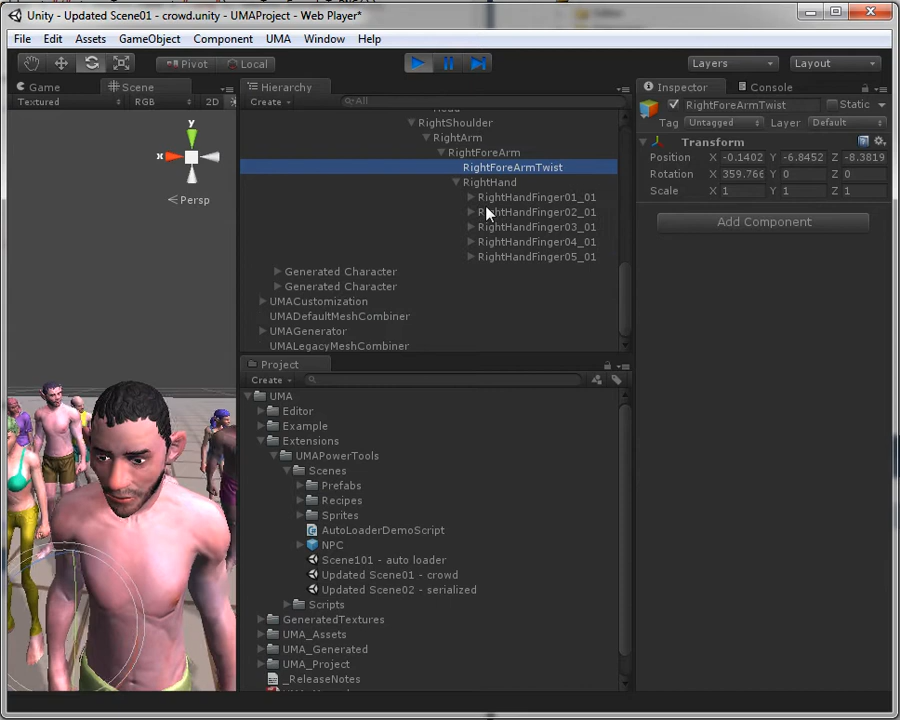 Unity - Updated Scene01 - crowd.unity - UMAProject - Web Player*
File Edit Assets GameObject Component UMA Window Help
Pivot Local Layers Layout
Game Scene
Textured RGB 2D
y
x
Persp
Hierarchy
Create All
RightShoulder
RightArm
RightForeArm
RightForeArmTwist
RightHand
RightHandFinger01_01
RightHandFinger02_01
RightHandFinger03_01
RightHandFinger04_01
RightHandFinger05_01
Generated Character
Generated Character
UMACustomization
UMADefaultMeshCombiner
UMAGenerator
UMALegacyMeshCombiner
Project
Create
UMA
Editor
Example
Extensions
UMAPowerTools
Scenes
Prefabs
Recipes
Sprites
AutoLoaderDemoScript
NPC
Scene101 - auto loader
Updated Scene01 - crowd
Updated Scene02 - serialized
Scripts
GeneratedTextures
UMA_Assets
UMA_Generated
UMA_Project
_ReleaseNotes
Inspector Console
RightForeArmTwist Static
Tag Untagged Layer Default
Transform
Position X -0.1402 Y -6.8452 Z -8.3819
Rotation X 359.766 Y 0 Z 0
Scale X 1 Y 1 Z 1
Add Component